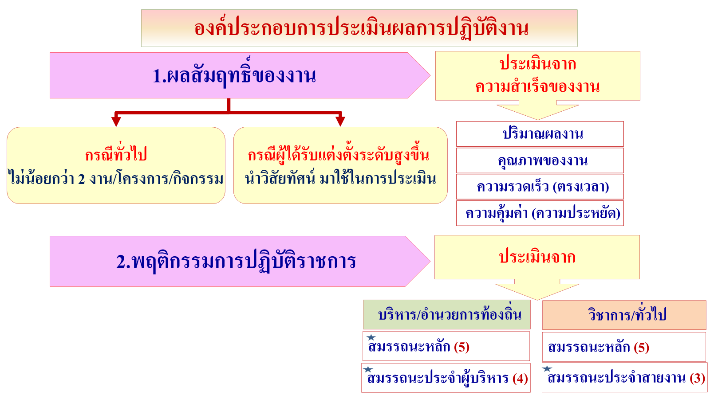 องค์ประกอบการประเมินผลการปฏิบัติงาน
1.ผลสัมฤทธิ์ของงาน
ประเมินจาก
ความสำเร็จของงาน
กรณีทั่วไป
ไม่น้อยกว่า 2 งาน/โครงการ/กิจกรรม
กรณีผู้ได้รับแต่งตั้งระดับสูงขึ้น
นำวิสัยทัศน์ มาใช้ในการประเมิน
ปริมาณผลงาน
คุณภาพของงาน
ความรวดเร็ว (ตรงเวลา)
ความคุ้มค่า (ความประหยัด)
2.พฤติกรรมการปฏิบัติราชการ
ประเมินจาก
บริหาร/อำนวยการท้องถิ่น
สมรรถนะหลัก (5)
สมรรถนะประจำผู้บริหาร (4)
วิชาการ/ทั่วไป
สมรรถนะหลัก (5)
สมรรถนะประจำสายงาน (3)